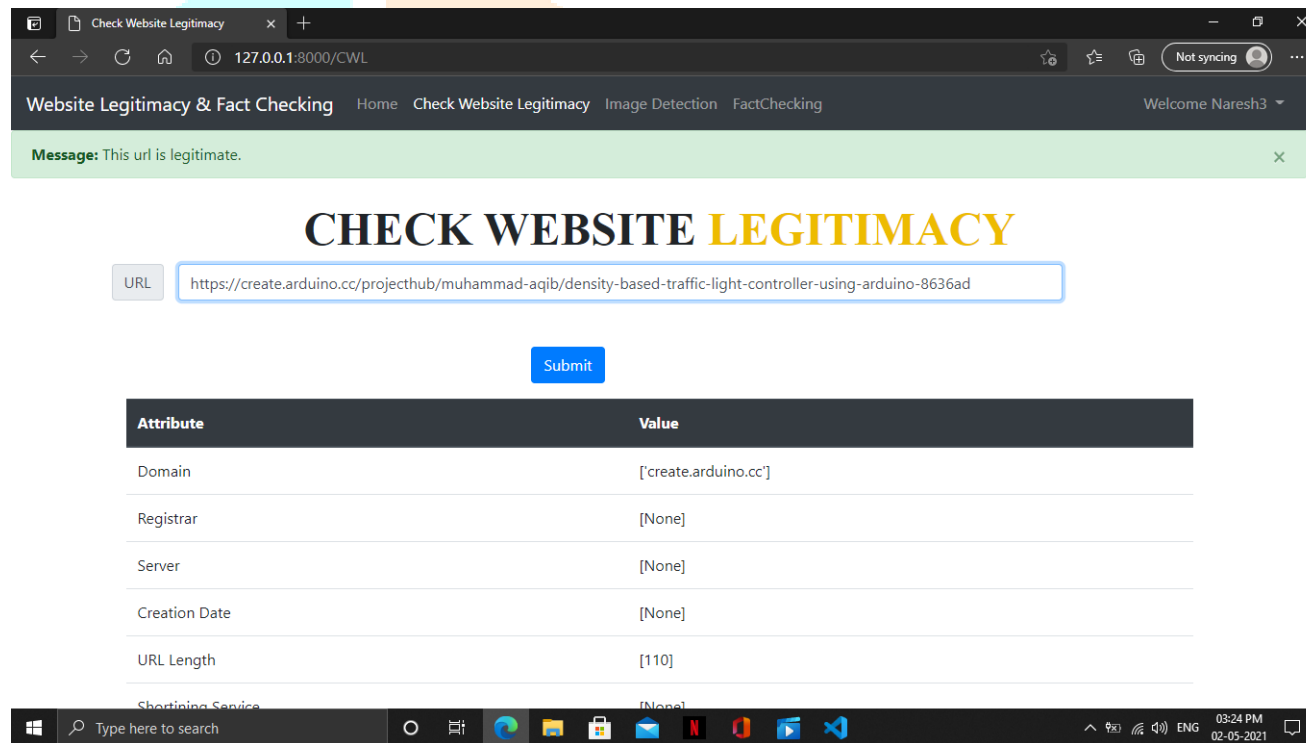 Check Website Legitimacy
127.0.0.1:8000/CWL
Not syncing
Website Legitimacy & Fact Checking Home Check Website Legitimacy Image Detection FactChecking Welcome Naresh3
Message: This url is legitimate. ×
CHECK WEBSITE LEGITIMACY
URL https://create.arduino.cc/projecthub/muhammad-aqib/density-based-traffic-light-controller-using-arduino-8636ad
Submit
Attribute Value
Domain ['create.arduino.cc']
Registrar [None]
Server [None]
Creation Date [None]
URL Length [110]
Shortining Service [None]
Type here to search N ENG 03:24 PM
02-05-2021